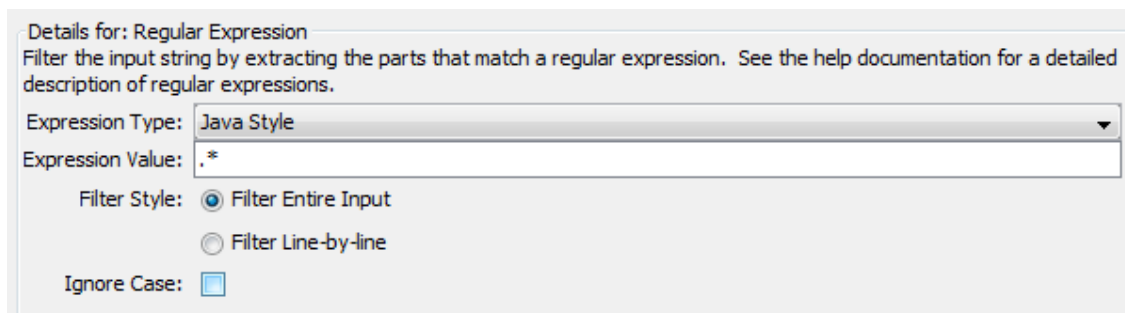 Details for: Regular Expression
Filter the input string by extracting the parts that match a regular expression.  See the help documentation for a detailed
description of regular expressions.
Expression Type: Java Style
Expression Value: .*
Filter Style: Filter Entire Input
Filter Line-by-line
Ignore Case: